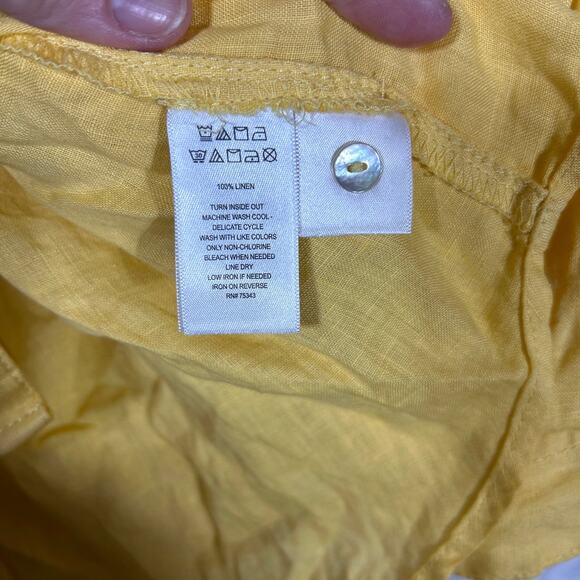 30
100% LINEN
TURN INSIDE OUT
MACHINE WASH COOL -
DELICATE CYCLE
WASH WITH LIKE COLORS
ONLY NON-CHLORINE
BLEACH WHEN NEEDED
LINE DRY
LOW IRON IF NEEDED
IRON ON REVERSE
RN# 75343